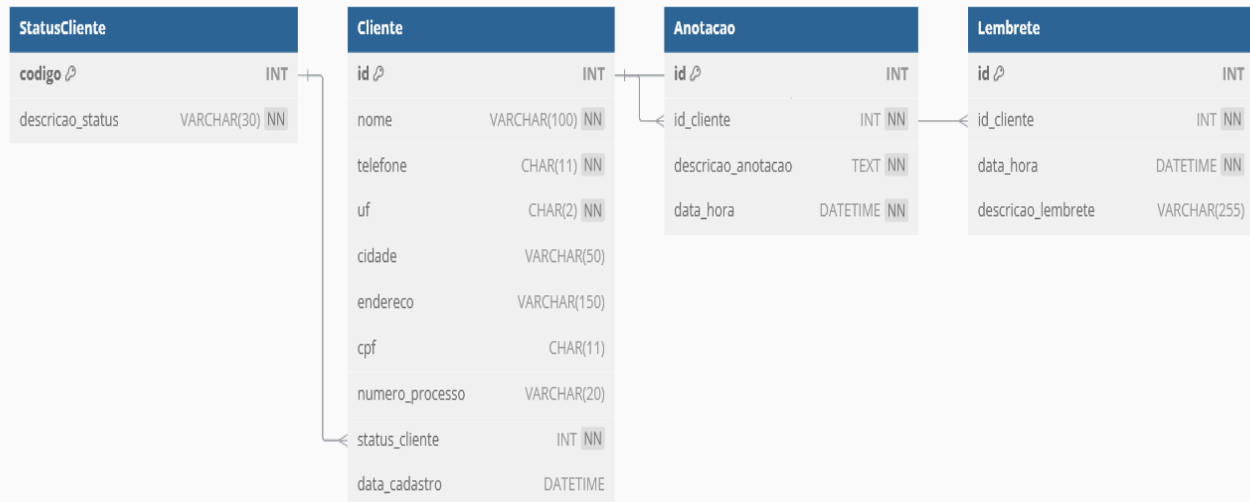 StatusCliente
codigo INT
descricao_status VARCHAR(30) NN
Cliente
id INT
nome VARCHAR(100) NN
telefone CHAR(11) NN
uf CHAR(2) NN
cidade VARCHAR(50)
endereco VARCHAR(150)
cpf CHAR(11)
numero_processo VARCHAR(20)
status_cliente INT NN
data_cadastro DATETIME
Anotacao
id INT
id_cliente INT NN
descricao_anotacao TEXT NN
data_hora DATETIME NN
Lembrete
id INT
id_cliente INT NN
data_hora DATETIME NN
descricao_lembrete VARCHAR(255)